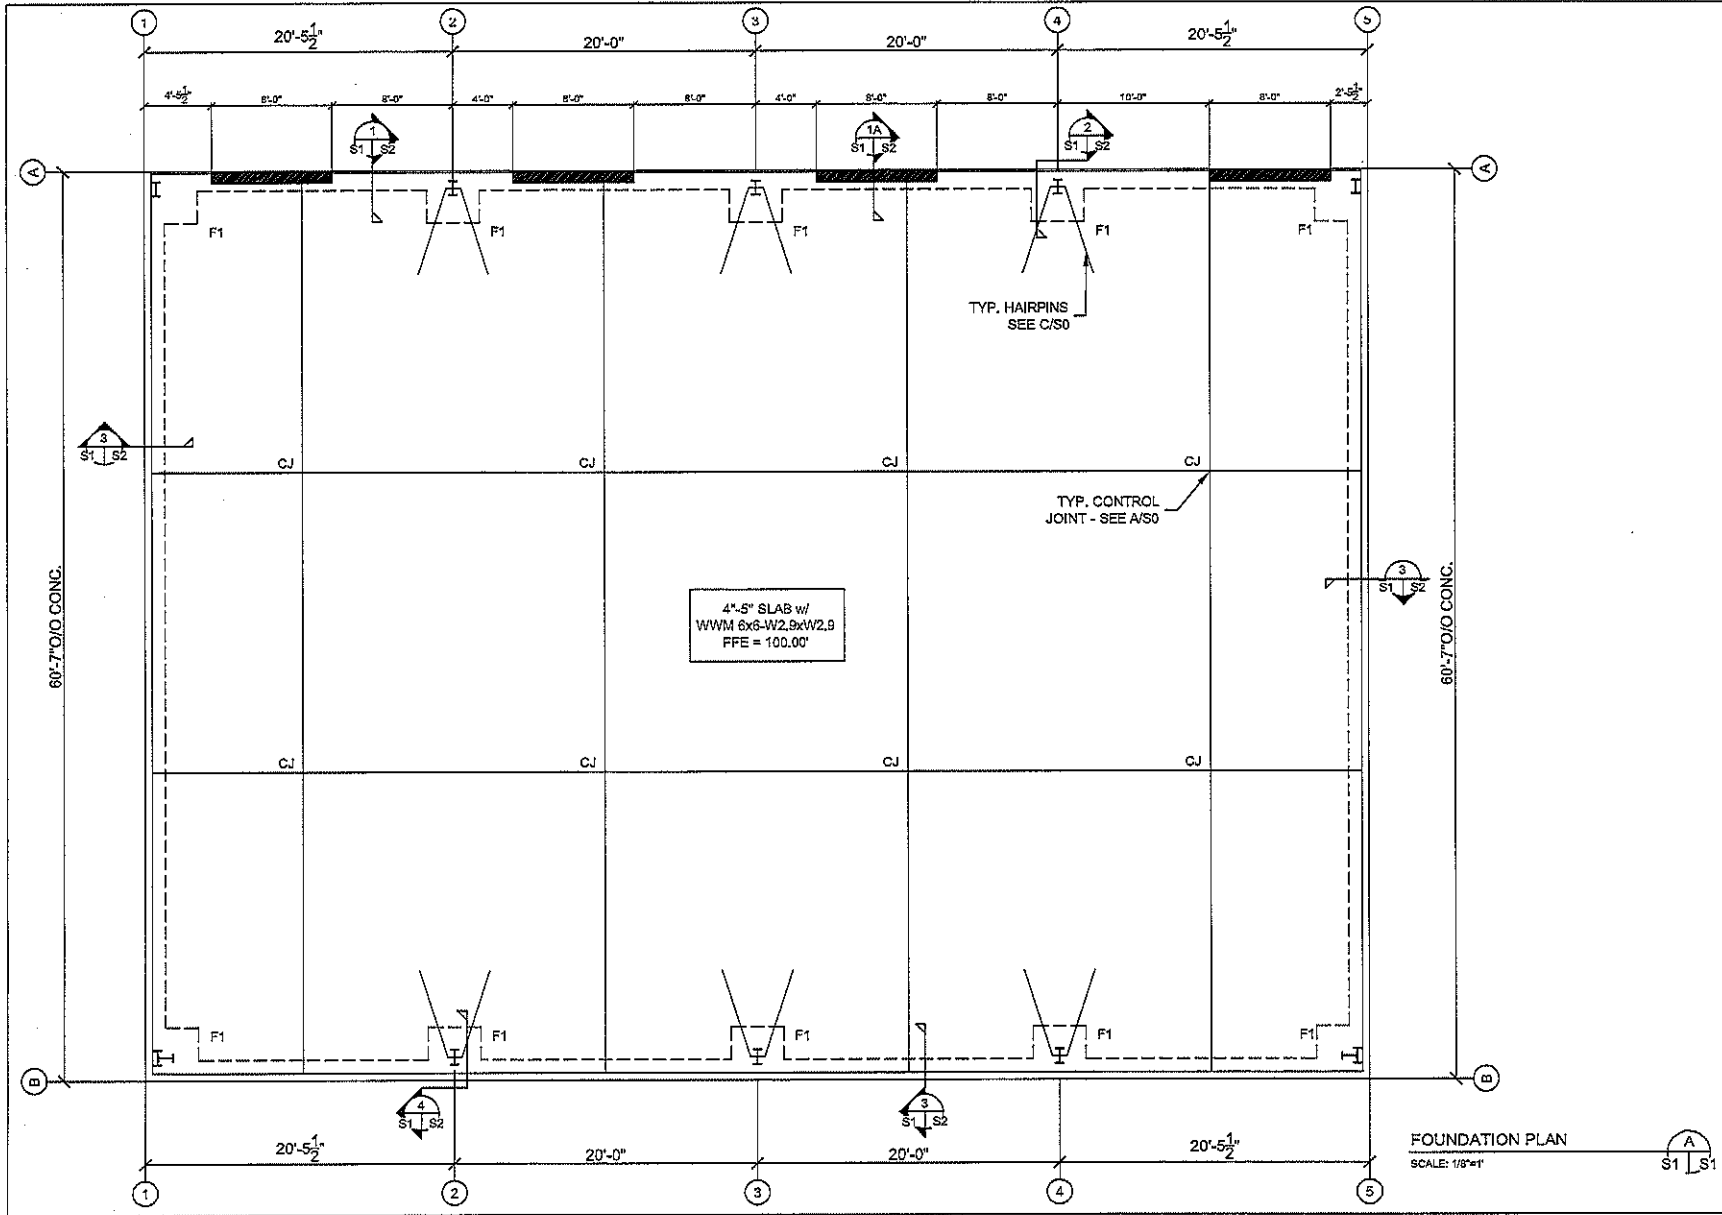 1 2 3 4 5
20'-5½" 20'-0" 20'-0" 20'-5½"
4'-5½" 8'-0" 8'-0" 4'-0" 8'-0" 8'-0" 4'-0" 8'-0" 8'-0" 10'-0" 8'-0" 2'-5½"
1 1A 2
S1 S2 S1 S2 S1 S2
A A
F1 F1 F1 F1 F1
TYP. HAIRPINS
SEE C/S0
3
S1 S2
CJ CJ CJ CJ
TYP. CONTROL
JOINT - SEE A/S0
60'-7" O/O CONC.
60'-7" O/O CONC.
3
S1 S2
4"-5" SLAB w/
WWM 6x6-W2.9xW2.9
FFE = 100.00'
CJ CJ CJ CJ
F1 F1 F1 F1 F1
B B
4 3
S1 S2 S1 S2
20'-5½" 20'-0" 20'-0" 20'-5½"
1 2 3 4 5
FOUNDATION PLAN
SCALE: 1/8"=1'
A
S1 S1